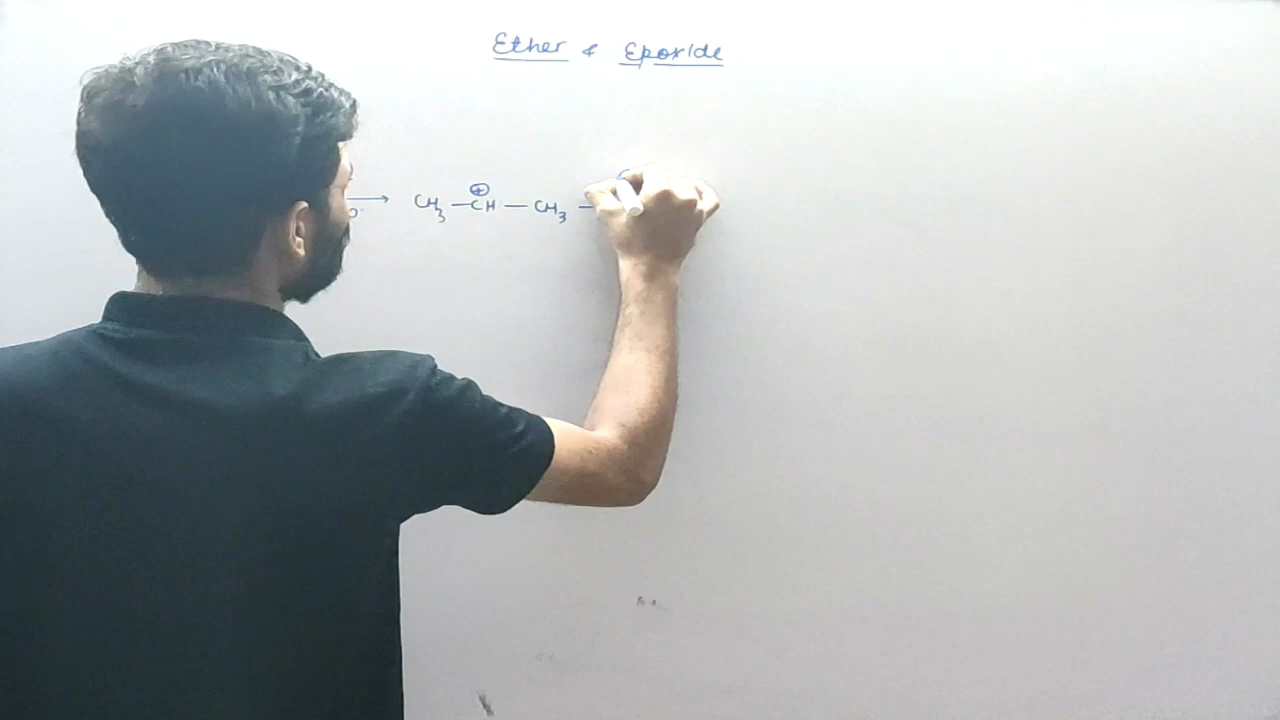 Ether & Epoxide
⟶ CH₃ — C⊕H — CH₃ —